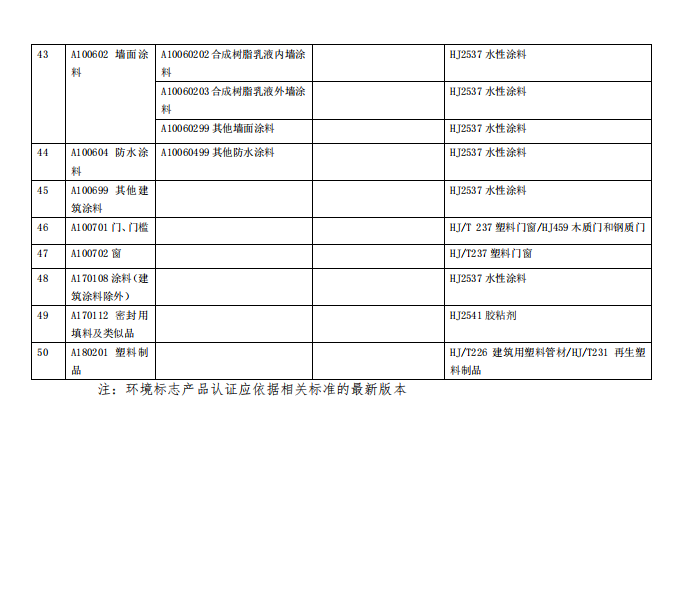 43 A100602 墙面涂 A10060202 合成树脂乳液内墙涂 HJ2537 水性涂料
料 料
A10060203 合成树脂乳液外墙涂 HJ2537 水性涂料
料
A10060299 其他墙面涂料 HJ2537 水性涂料
44 A100604 防水涂 A10060499 其他防水涂料 HJ2537 水性涂料
料
45 A100699 其他建 HJ2537 水性涂料
筑涂料
46 A100701 门、门槛 HJ/T 237 塑料门窗/HJ459 木质门和钢质门
47 A100702 窗 HJ/T237 塑料门窗
48 A170108 涂料（建 HJ2537 水性涂料
筑涂料除外）
49 A170112 密封用 HJ2541 胶粘剂
填料及类似品
50 A180201 塑料制 HJ/T226 建筑用塑料管材/HJ/T231 再生塑
品 料制品
注：环境标志产品认证应依据相关标准的最新版本